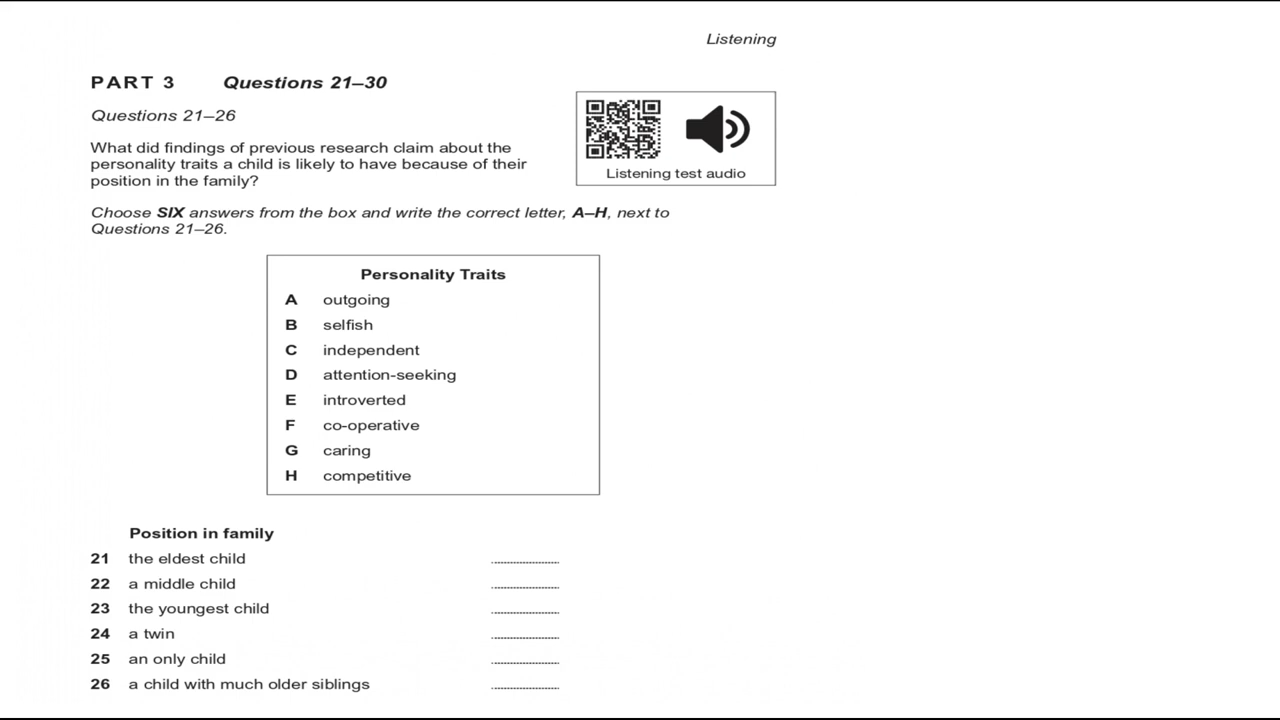 Listening
PART 3 Questions 21–30
Questions 21–26
What did findings of previous research claim about the
personality traits a child is likely to have because of their
position in the family?
Listening test audio
Choose SIX answers from the box and write the correct letter, A–H, next to
Questions 21–26.
Personality Traits
A outgoing
B selfish
C independent
D attention-seeking
E introverted
F co-operative
G caring
H competitive
Position in family
21 the eldest child
22 a middle child
23 the youngest child
24 a twin
25 an only child
26 a child with much older siblings